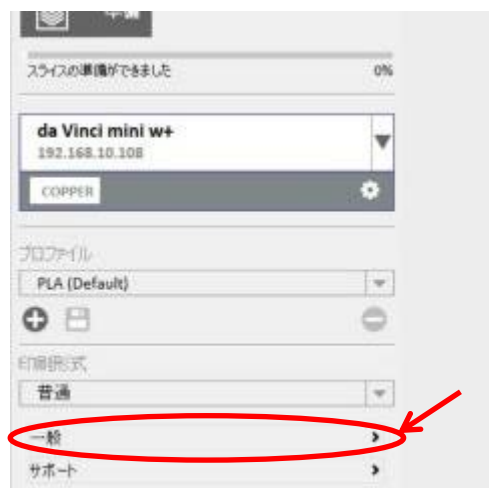 準備
スライスの準備ができました 0%
da Vinci mini w+
192.168.10.108
COPPER
プロファイル
PLA (Default)
印刷形式
普通
一般
サポート